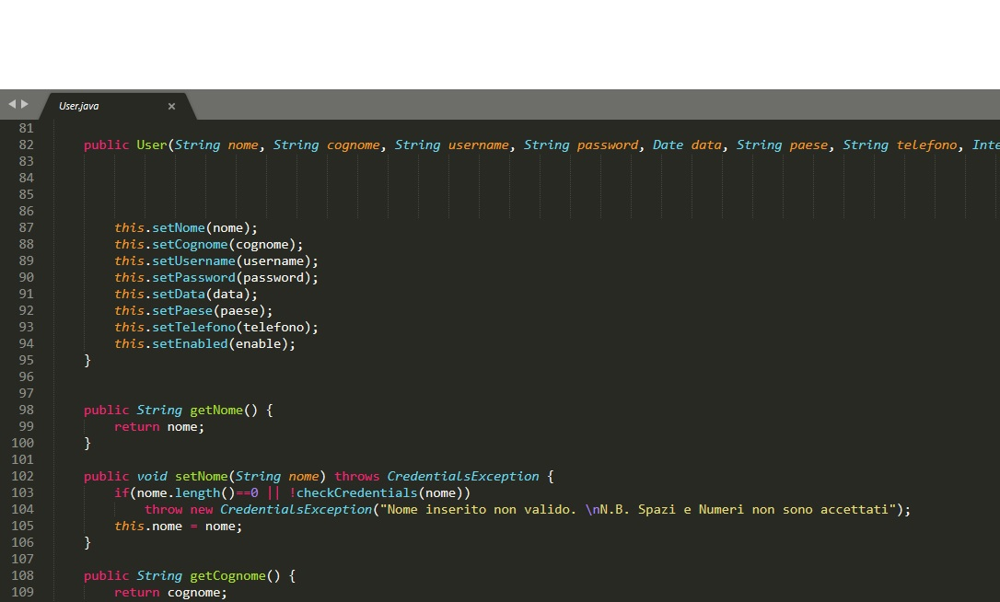 User.java ×
81
82 public User(String nome, String cognome, String username, String password, Date data, String paese, String telefono, Inte
83
84
85
86
87 this.setNome(nome);
88 this.setCognome(cognome);
89 this.setUsername(username);
90 this.setPassword(password);
91 this.setData(data);
92 this.setPaese(paese);
93 this.setTelefono(telefono);
94 this.setEnabled(enable);
95 }
96
97
98 public String getNome() {
99 return nome;
100 }
101
102 public void setNome(String nome) throws CredentialsException {
103 if(nome.length()==0 || !checkCredentials(nome))
104 throw new CredentialsException("Nome inserito non valido. \nN.B. Spazi e Numeri non sono accettati");
105 this.nome = nome;
106 }
107
108 public String getCognome() {
109 return cognome;